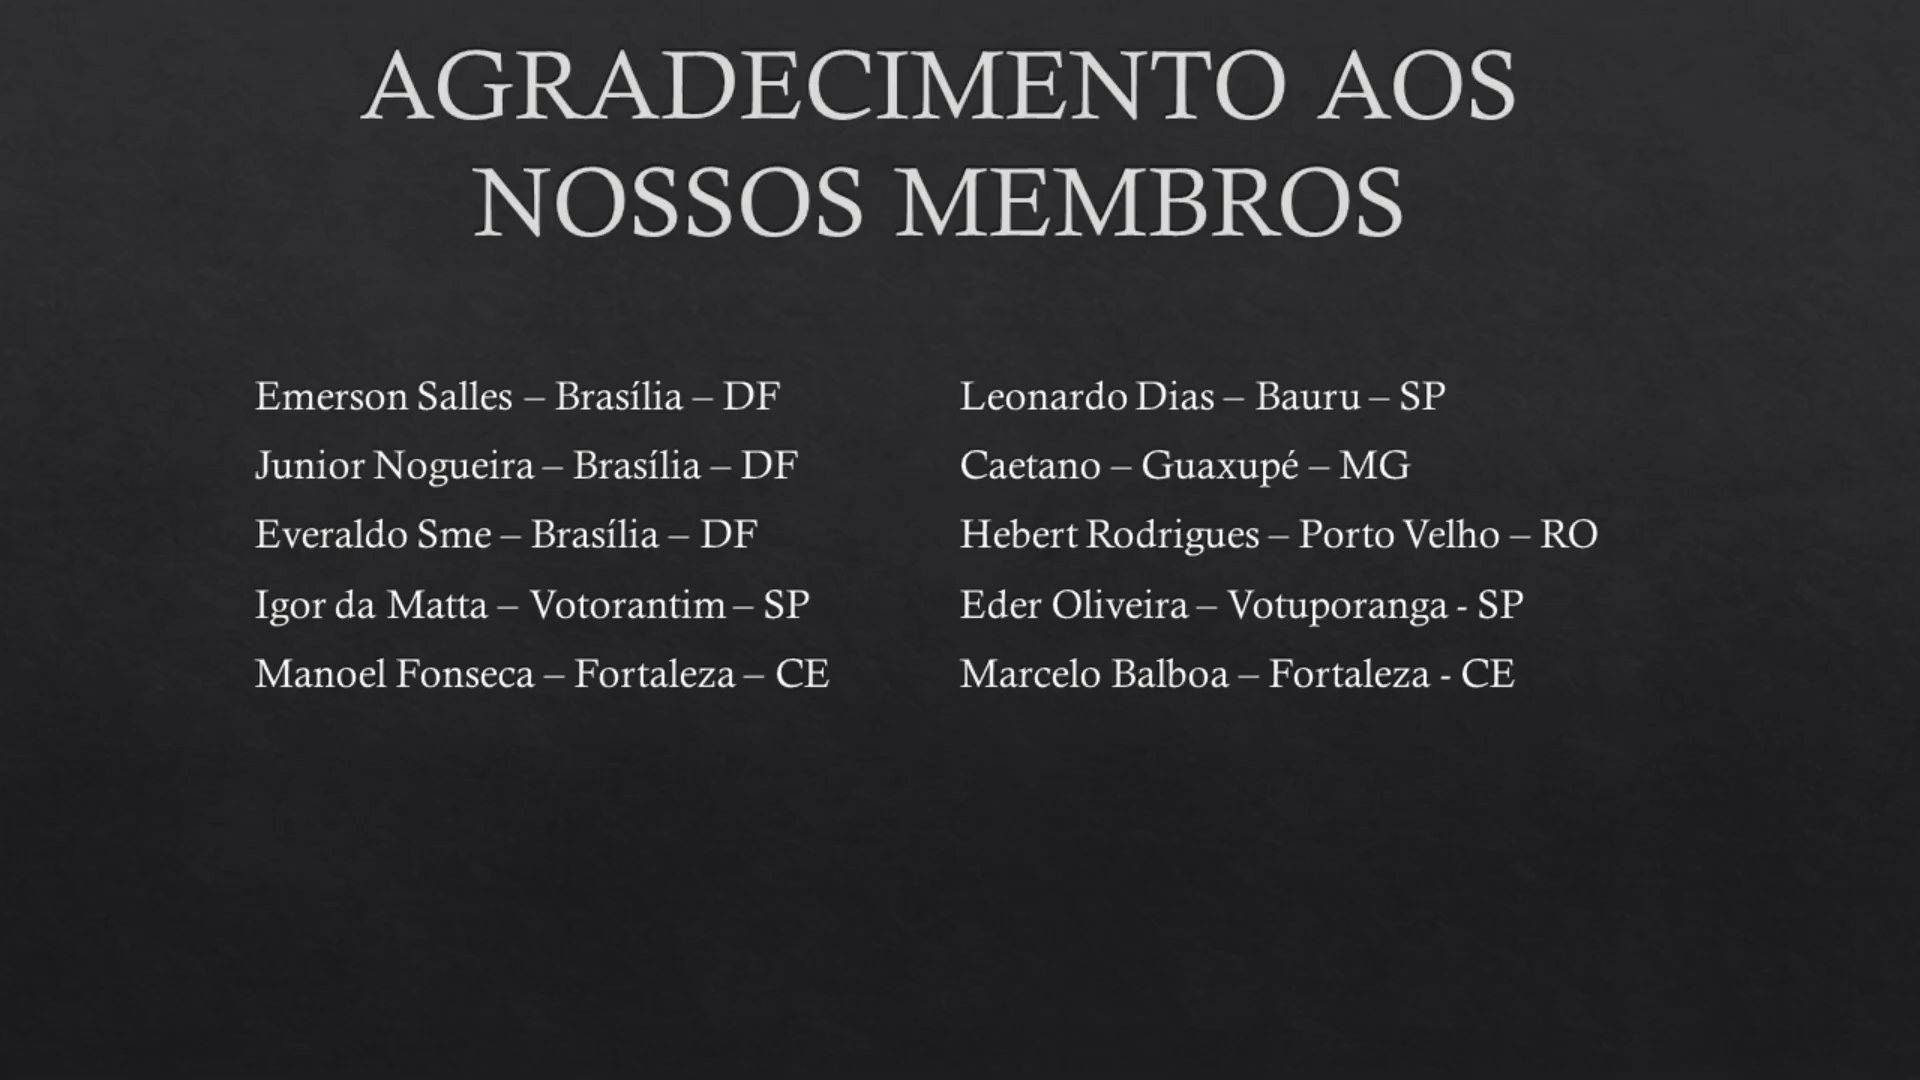 AGRADECIMENTO AOS
NOSSOS MEMBROS
Emerson Salles – Brasília – DF
Junior Nogueira – Brasília – DF
Everaldo Sme – Brasília – DF
Igor da Matta – Votorantim – SP
Manoel Fonseca – Fortaleza – CE
Leonardo Dias – Bauru – SP
Caetano – Guaxupé – MG
Hebert Rodrigues – Porto Velho – RO
Eder Oliveira – Votuporanga - SP
Marcelo Balboa – Fortaleza - CE